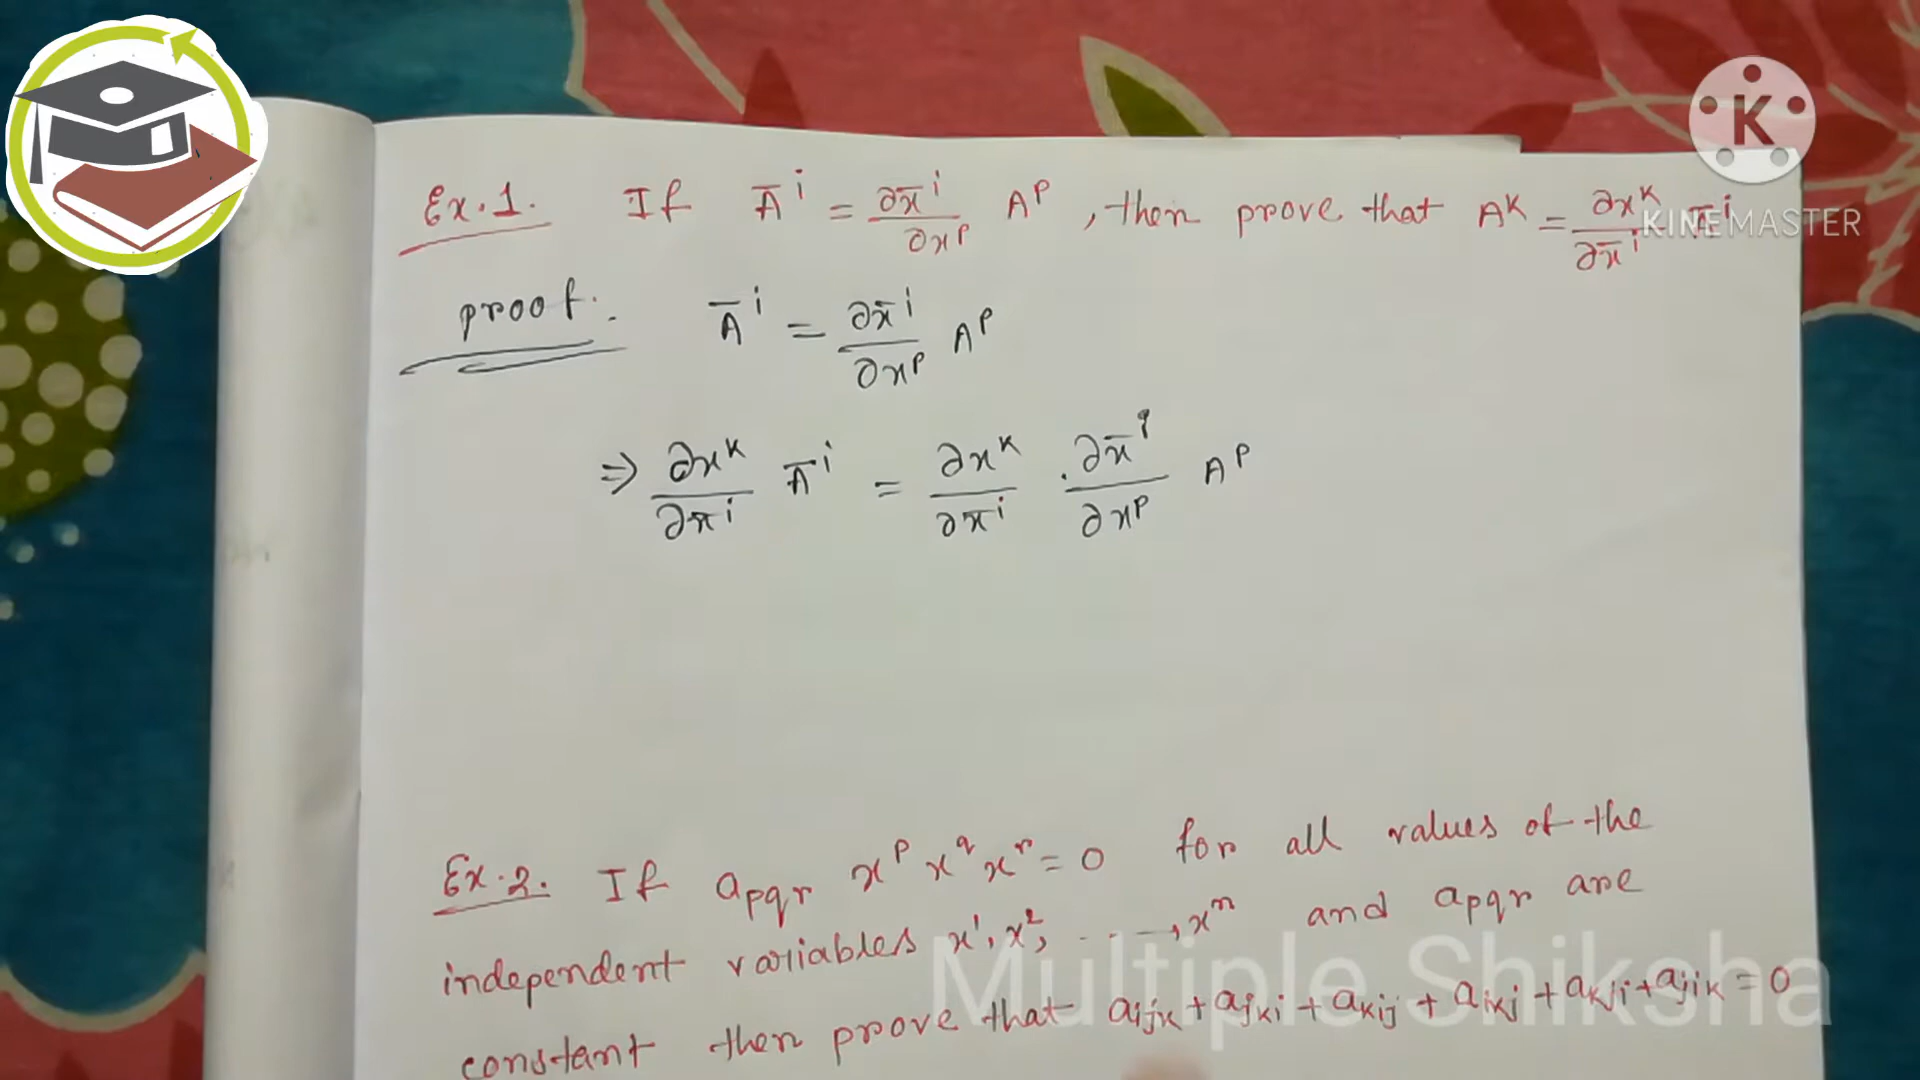 Ex.1. If Ā^i = ∂x̄^i/∂x^p A^p, then prove that A^k = ∂x^k/∂x̄^i Ā^i
KINEMASTER
K
proof. Ā^i = ∂x̄^i/∂x^p A^p
⇒ ∂x^k/∂x̄^i Ā^i = ∂x^k/∂x̄^i · ∂x̄^i/∂x^p A^p
Ex.2. If a_pqr x^p x^q x^r = 0 for all values of the
independent variables x^1, x^2, ..., x^n and a_pqr are
constant then prove that a_ijk + a_jki + a_kij + a_ikj + a_kji + a_jik = 0
Multiple Shiksha